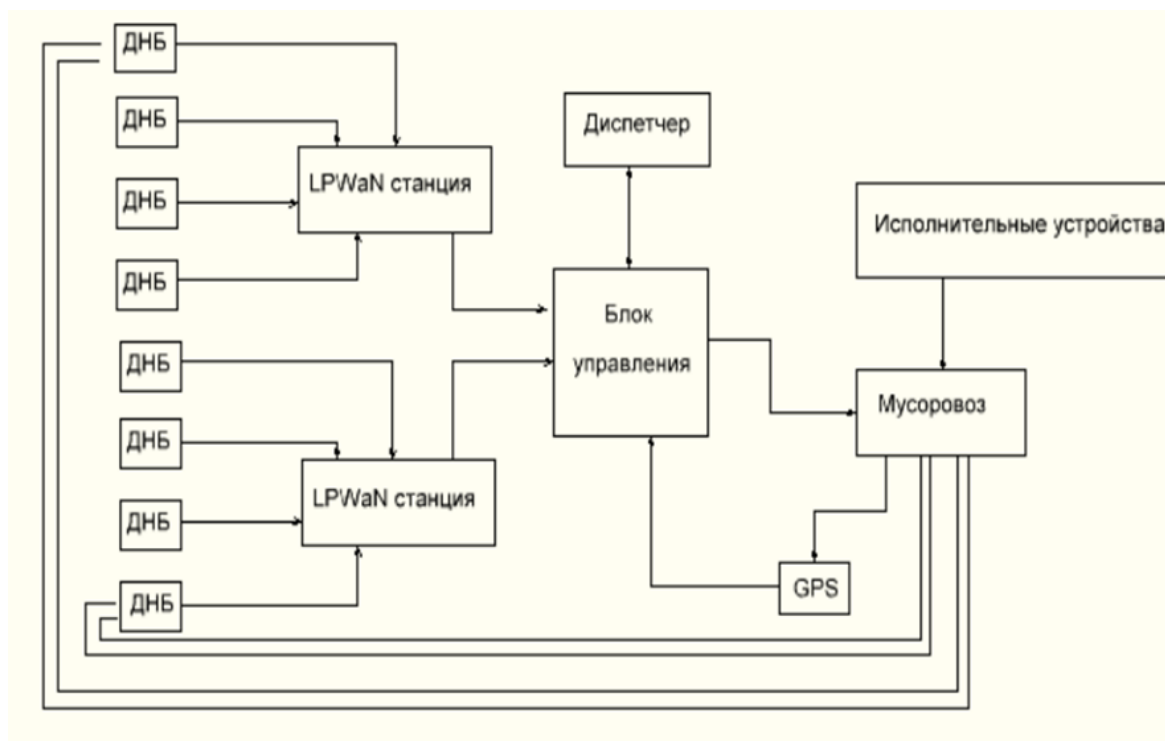 ДНБ
ДНБ
ДНБ
ДНБ
ДНБ
ДНБ
ДНБ
ДНБ
LPWaN станция
LPWaN станция
Диспетчер
Блок
управления
Исполнительные устройства
Мусоровоз
GPS